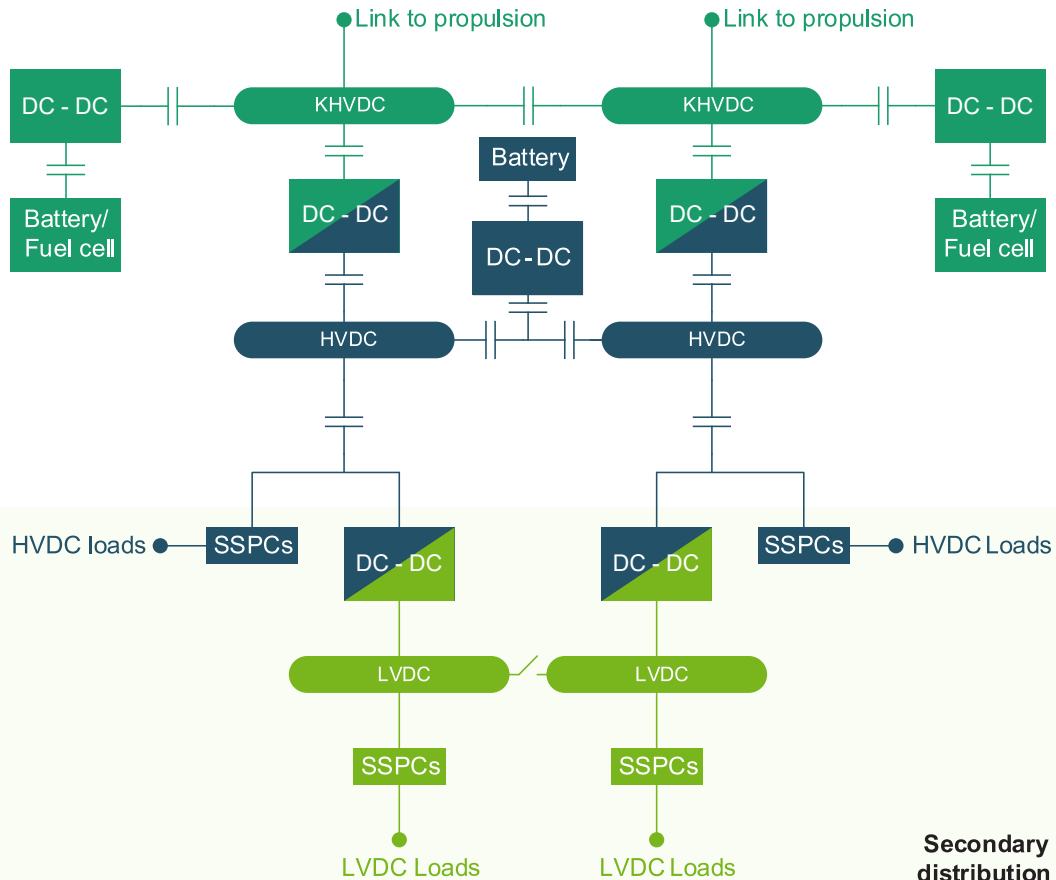 Link to propulsion
Link to propulsion
DC - DC
KHVDC
KHVDC
DC - DC
Battery
Battery/
Fuel cell
DC - DC
DC - DC
DC - DC
Battery/
Fuel cell
HVDC
HVDC
HVDC loads
SSPCs
DC - DC
DC - DC
SSPCs
HVDC Loads
LVDC
LVDC
SSPCs
SSPCs
LVDC Loads
LVDC Loads
Secondary
distribution